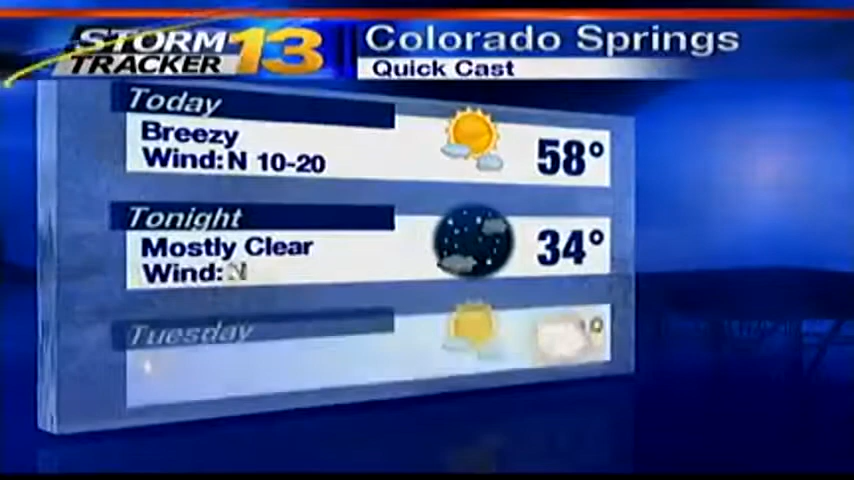 STORM TRACKER 13
Colorado Springs
Quick Cast
Today
Breezy
Wind: N 10-20
58°
Tonight
Mostly Clear
Wind: N
34°
Tuesday